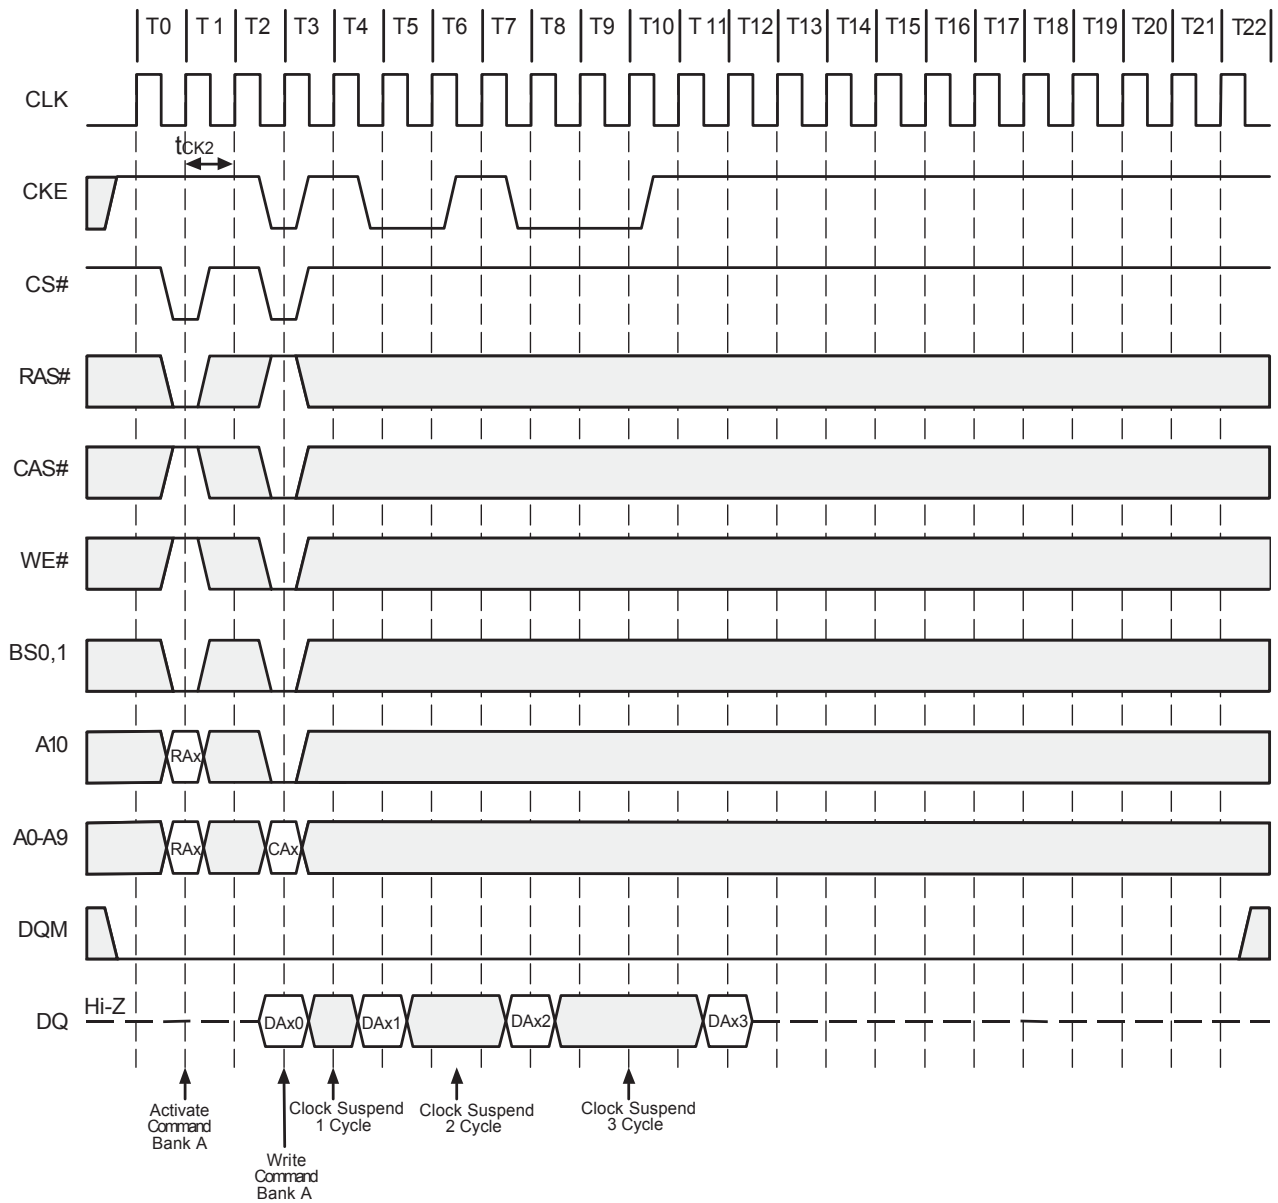 T0 T 1 T2 T3 T4 T5 T6 T7 T8 T9 T10 T 11 T12 T13 T14 T15 T16 T17 T18 T19 T20 T21 T22
CLK
tCK2
CKE
CS#
RAS#
CAS#
WE#
BS0,1
A10
RAx
A0-A9
RAx CAx
DQM
Hi-Z
DQ
DAx0 DAx1 DAx2 DAx3
Activate
Command
Bank A
Write
Command
Bank A
Clock Suspend
1 Cycle
Clock Suspend
2 Cycle
Clock Suspend
3 Cycle